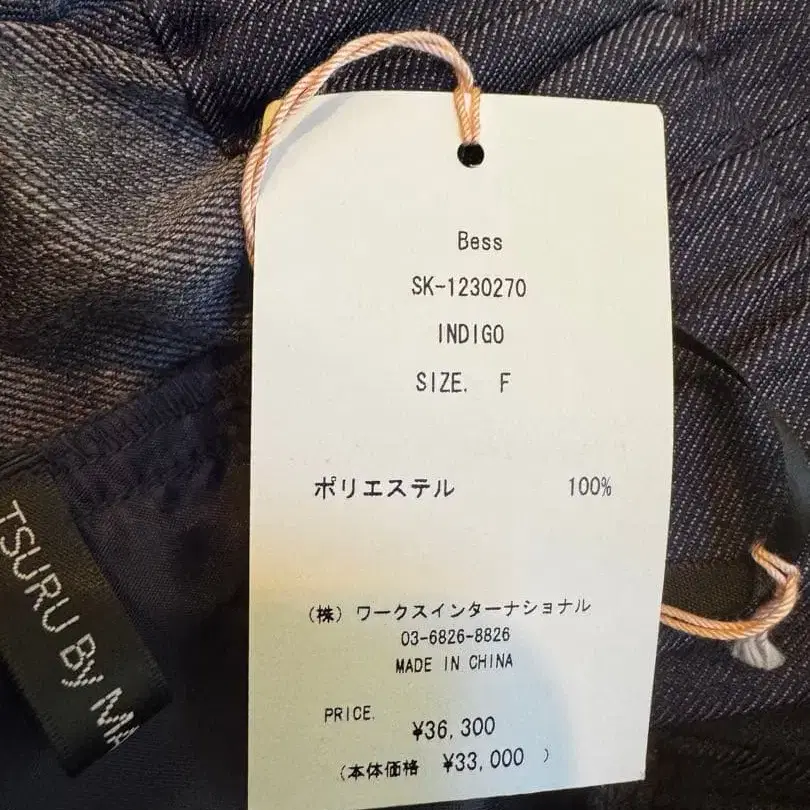 Bess
SK-1230270
INDIGO
SIZE. F
ポリエステル 100%
(株) ワークスインターナショナル
03-6826-8826
MADE IN CHINA
PRICE.
¥36,300
(本体価格 ¥33,000 )
TSURU By MA